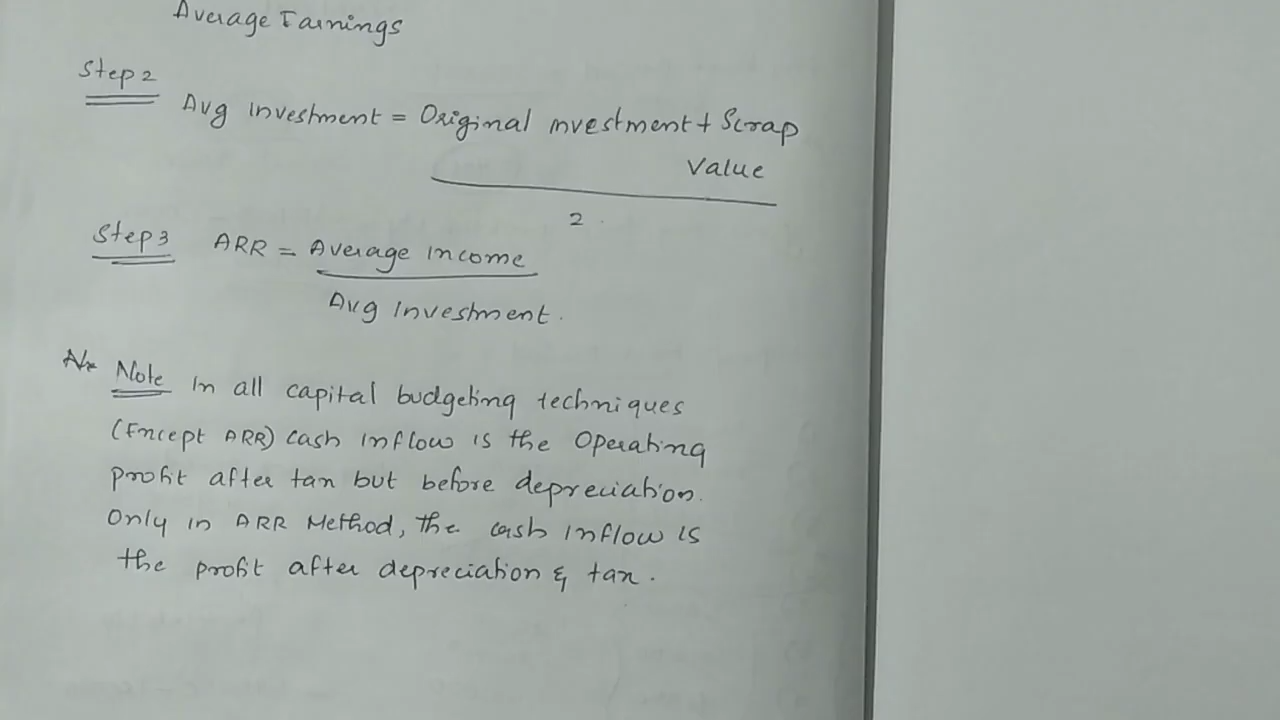 Average Earnings
Step 2
Avg investment = Original investment + Scrap
Value
2
Step 3 ARR = Average income
Avg investment.
Note In all capital budgeting techniques
(Except ARR) cash inflow is the Operating
profit after tax but before depreciation.
Only in ARR Method, the cash inflow is
the profit after depreciation & tax.